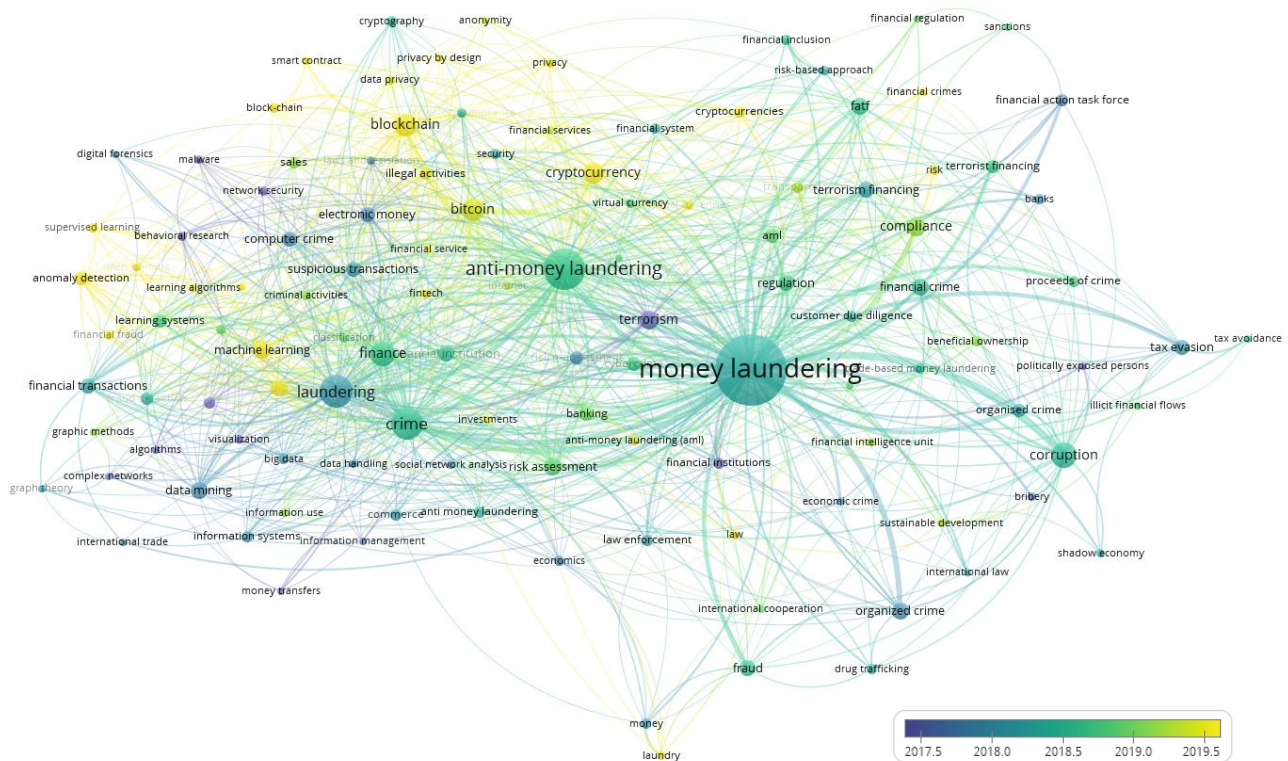 cryptography
anonymity
financial regulation
sanctions
smart contract
privacy by design
privacy
financial inclusion
risk-based approach
data privacy
block-chain
blockchain
cryptocurrencies
fatf
financial crimes
financial action task force
financial services
financial system
digital forensics
malware
sales
laws and legislation
security
illegal activities
cryptocurrency
terrorist financing
risk
network security
virtual currency
terrorism financing
banks
electronic money
bitcoin
supervised learning
behavioral research
computer crime
financial service
aml
compliance
anomaly detection
suspicious transactions
anti-money laundering
learning algorithms
criminal activities
fintech
internet
regulation
financial crime
proceeds of crime
learning systems
terrorism
customer due diligence
financial fraud
classification
machine learning
finance
beneficial ownership
tax evasion
tax avoidance
money laundering
politically exposed persons
financial transactions
laundering
organised crime
illicit financial flows
graphic methods
crime
investments
banking
algorithms
visualization
anti-money laundering (aml)
financial intelligence unit
corruption
big data
data handling
social network analysis
risk assessment
financial institutions
complex networks
graph theory
data mining
economic crime
bribery
information use
commerce
anti money laundering
sustainable development
international trade
information systems
information management
law enforcement
law
shadow economy
economics
international law
money transfers
international cooperation
organized crime
fraud
drug trafficking
money
laundry
2017.5 2018.0 2018.5 2019.0 2019.5